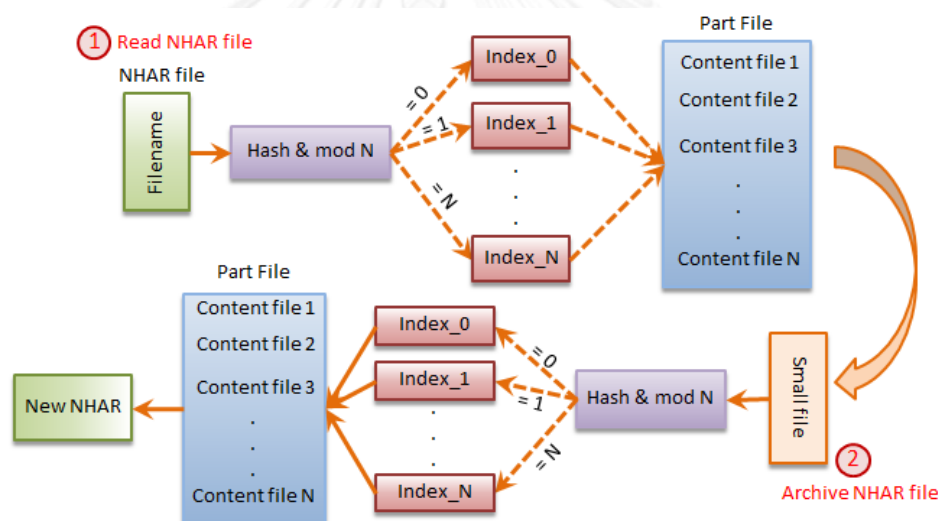 1 Read NHAR file
NHAR file
Filename
Hash & mod N
= 0
= 1
= N
Index_0
Index_1
.
.
.
Index_N
Part File
Content file 1
Content file 2
Content file 3
.
.
.
Content file N
Small file
2
Archive NHAR file
Hash & mod N
= 0
= 1
= N
Index_0
Index_1
.
.
.
Index_N
Part File
Content file 1
Content file 2
Content file 3
.
.
.
Content file N
New NHAR